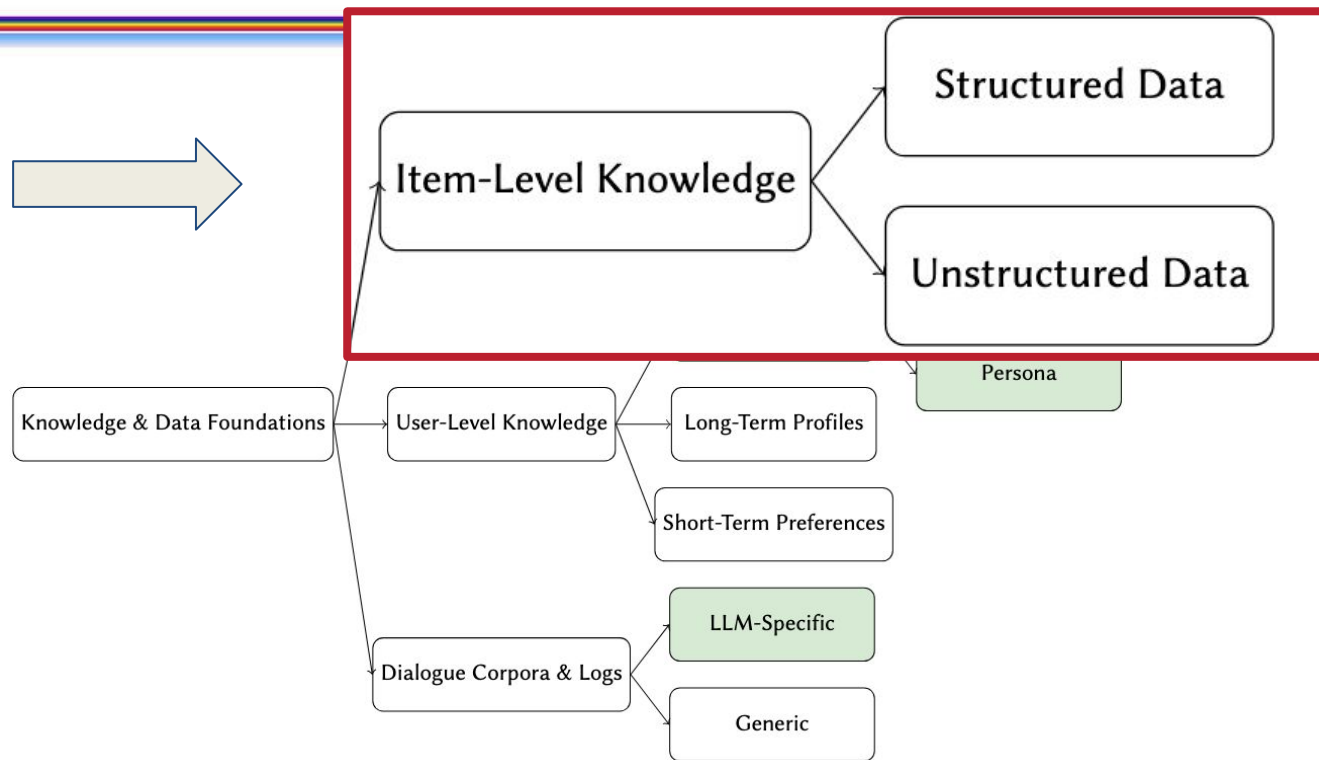 Structured Data
Item-Level Knowledge
Unstructured Data
Persona
Knowledge & Data Foundations
User-Level Knowledge
Long-Term Profiles
Short-Term Preferences
LLM-Specific
Dialogue Corpora & Logs
Generic